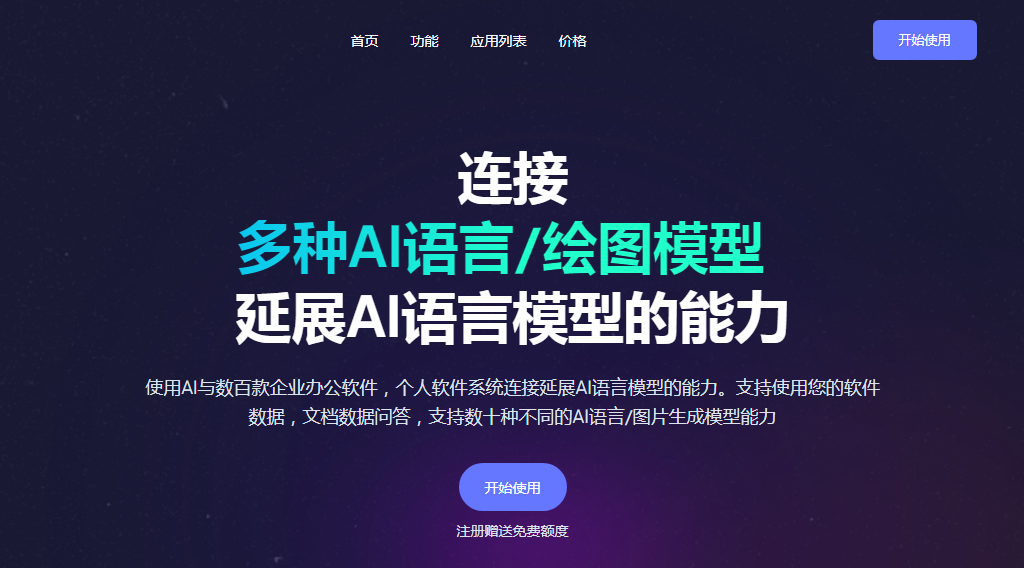 首页 功能 应用列表 价格 开始使用
连接
多种AI语言/绘图模型
延展AI语言模型的能力
使用AI与数百款企业办公软件，个人软件系统连接延展AI语言模型的能力。支持使用您的软件
数据，文档数据问答，支持数十种不同的AI语言/图片生成模型能力
开始使用
注册赠送免费额度